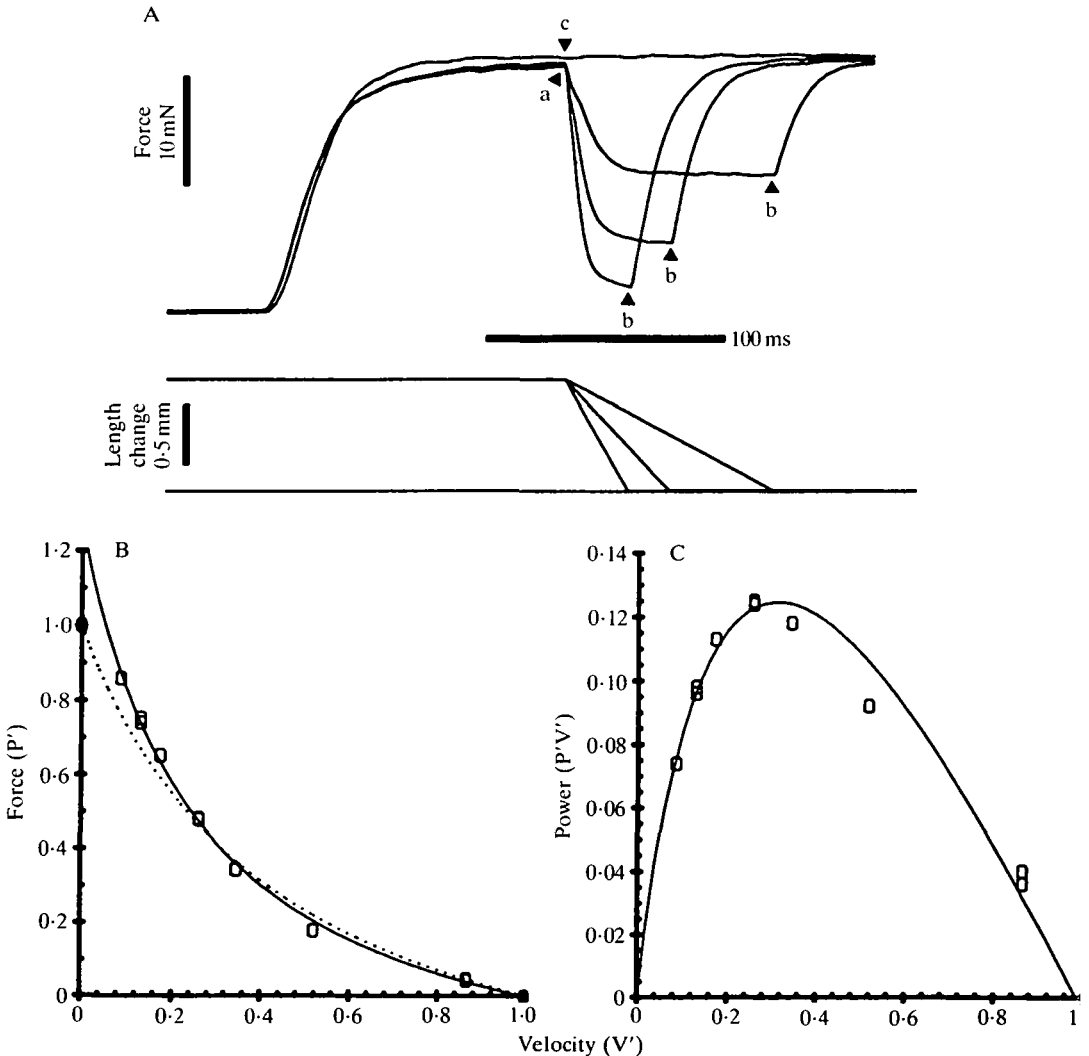 A
c
a
b
b
b
Force
10 mN
100 ms
Length
change
0·5 mm
B
1·2
1·0
0·8
0·6
0·4
0·2
0
Force (P')
0
0·2
0·4
0·6
0·8
1·0
C
0·14
0·12
0·10
0·08
0·06
0·04
0·02
0
Power (P'V')
0
0·2
0·4
0·6
0·8
1
Velocity (V')